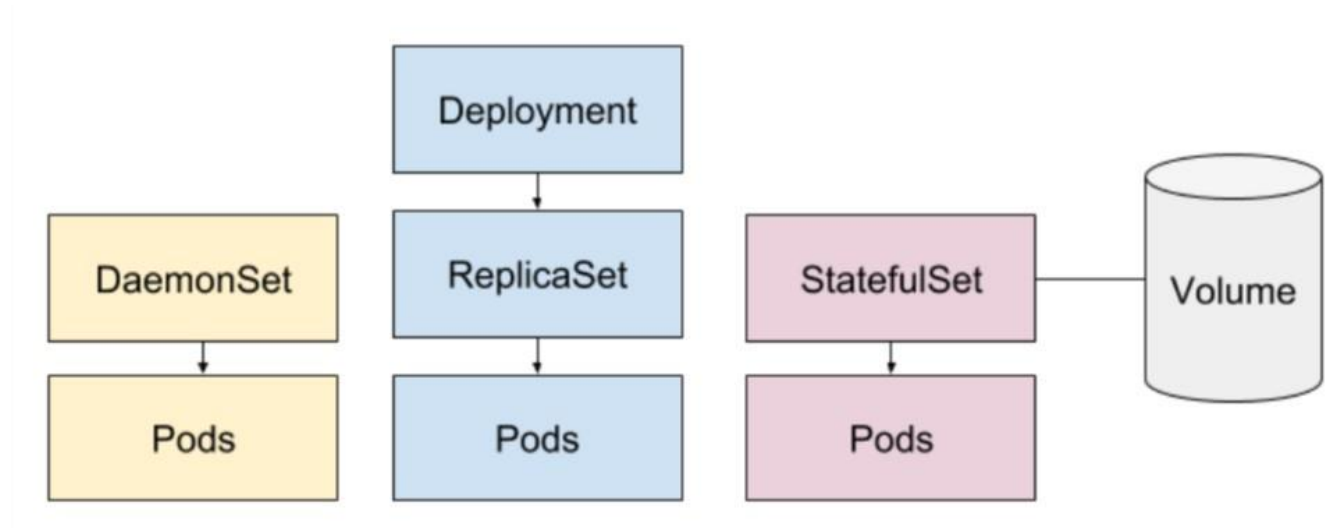 Deployment
DaemonSet
ReplicaSet
StatefulSet
Volume
Pods
Pods
Pods